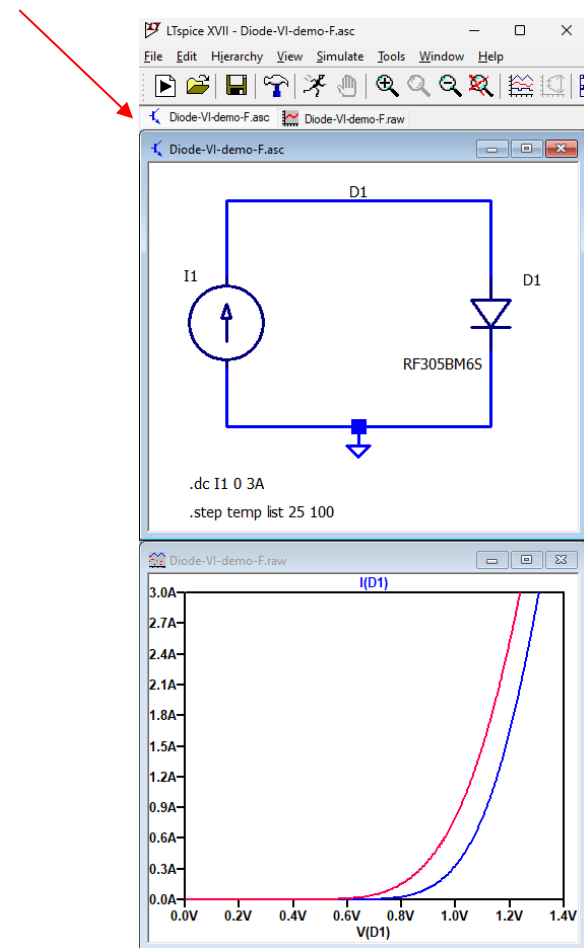 LTspice XVII - Diode-VI-demo-F.asc
File Edit Hierarchy View Simulate Tools Window Help
Diode-VI-demo-F.asc Diode-VI-demo-F.raw
Diode-VI-demo-F.asc
D1
I1
D1
RF305BM6S
.dc I1 0 3A
.step temp list 25 100
Diode-VI-demo-F.raw
I(D1)
3.0A
2.7A
2.4A
2.1A
1.8A
1.5A
1.2A
0.9A
0.6A
0.3A
0.0A
0.0V 0.2V 0.4V 0.6V 0.8V 1.0V 1.2V 1.4V
V(D1)